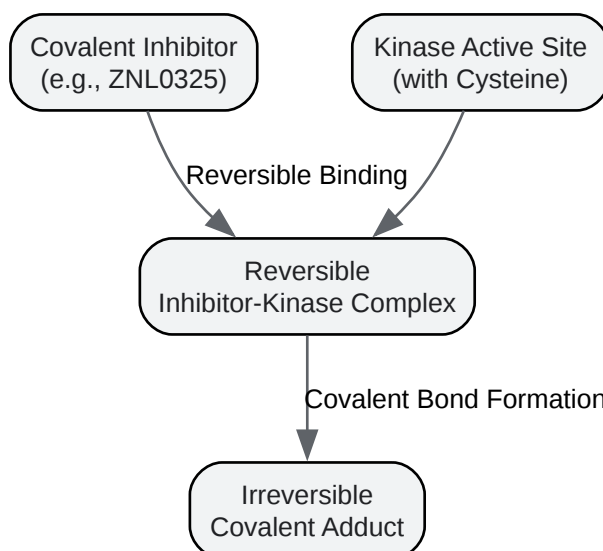 Covalent Inhibitor
(e.g., ZNL0325)
Kinase Active Site
(with Cysteine)
Reversible Binding
Reversible
Inhibitor-Kinase Complex
Covalent Bond Formation
Irreversible
Covalent Adduct